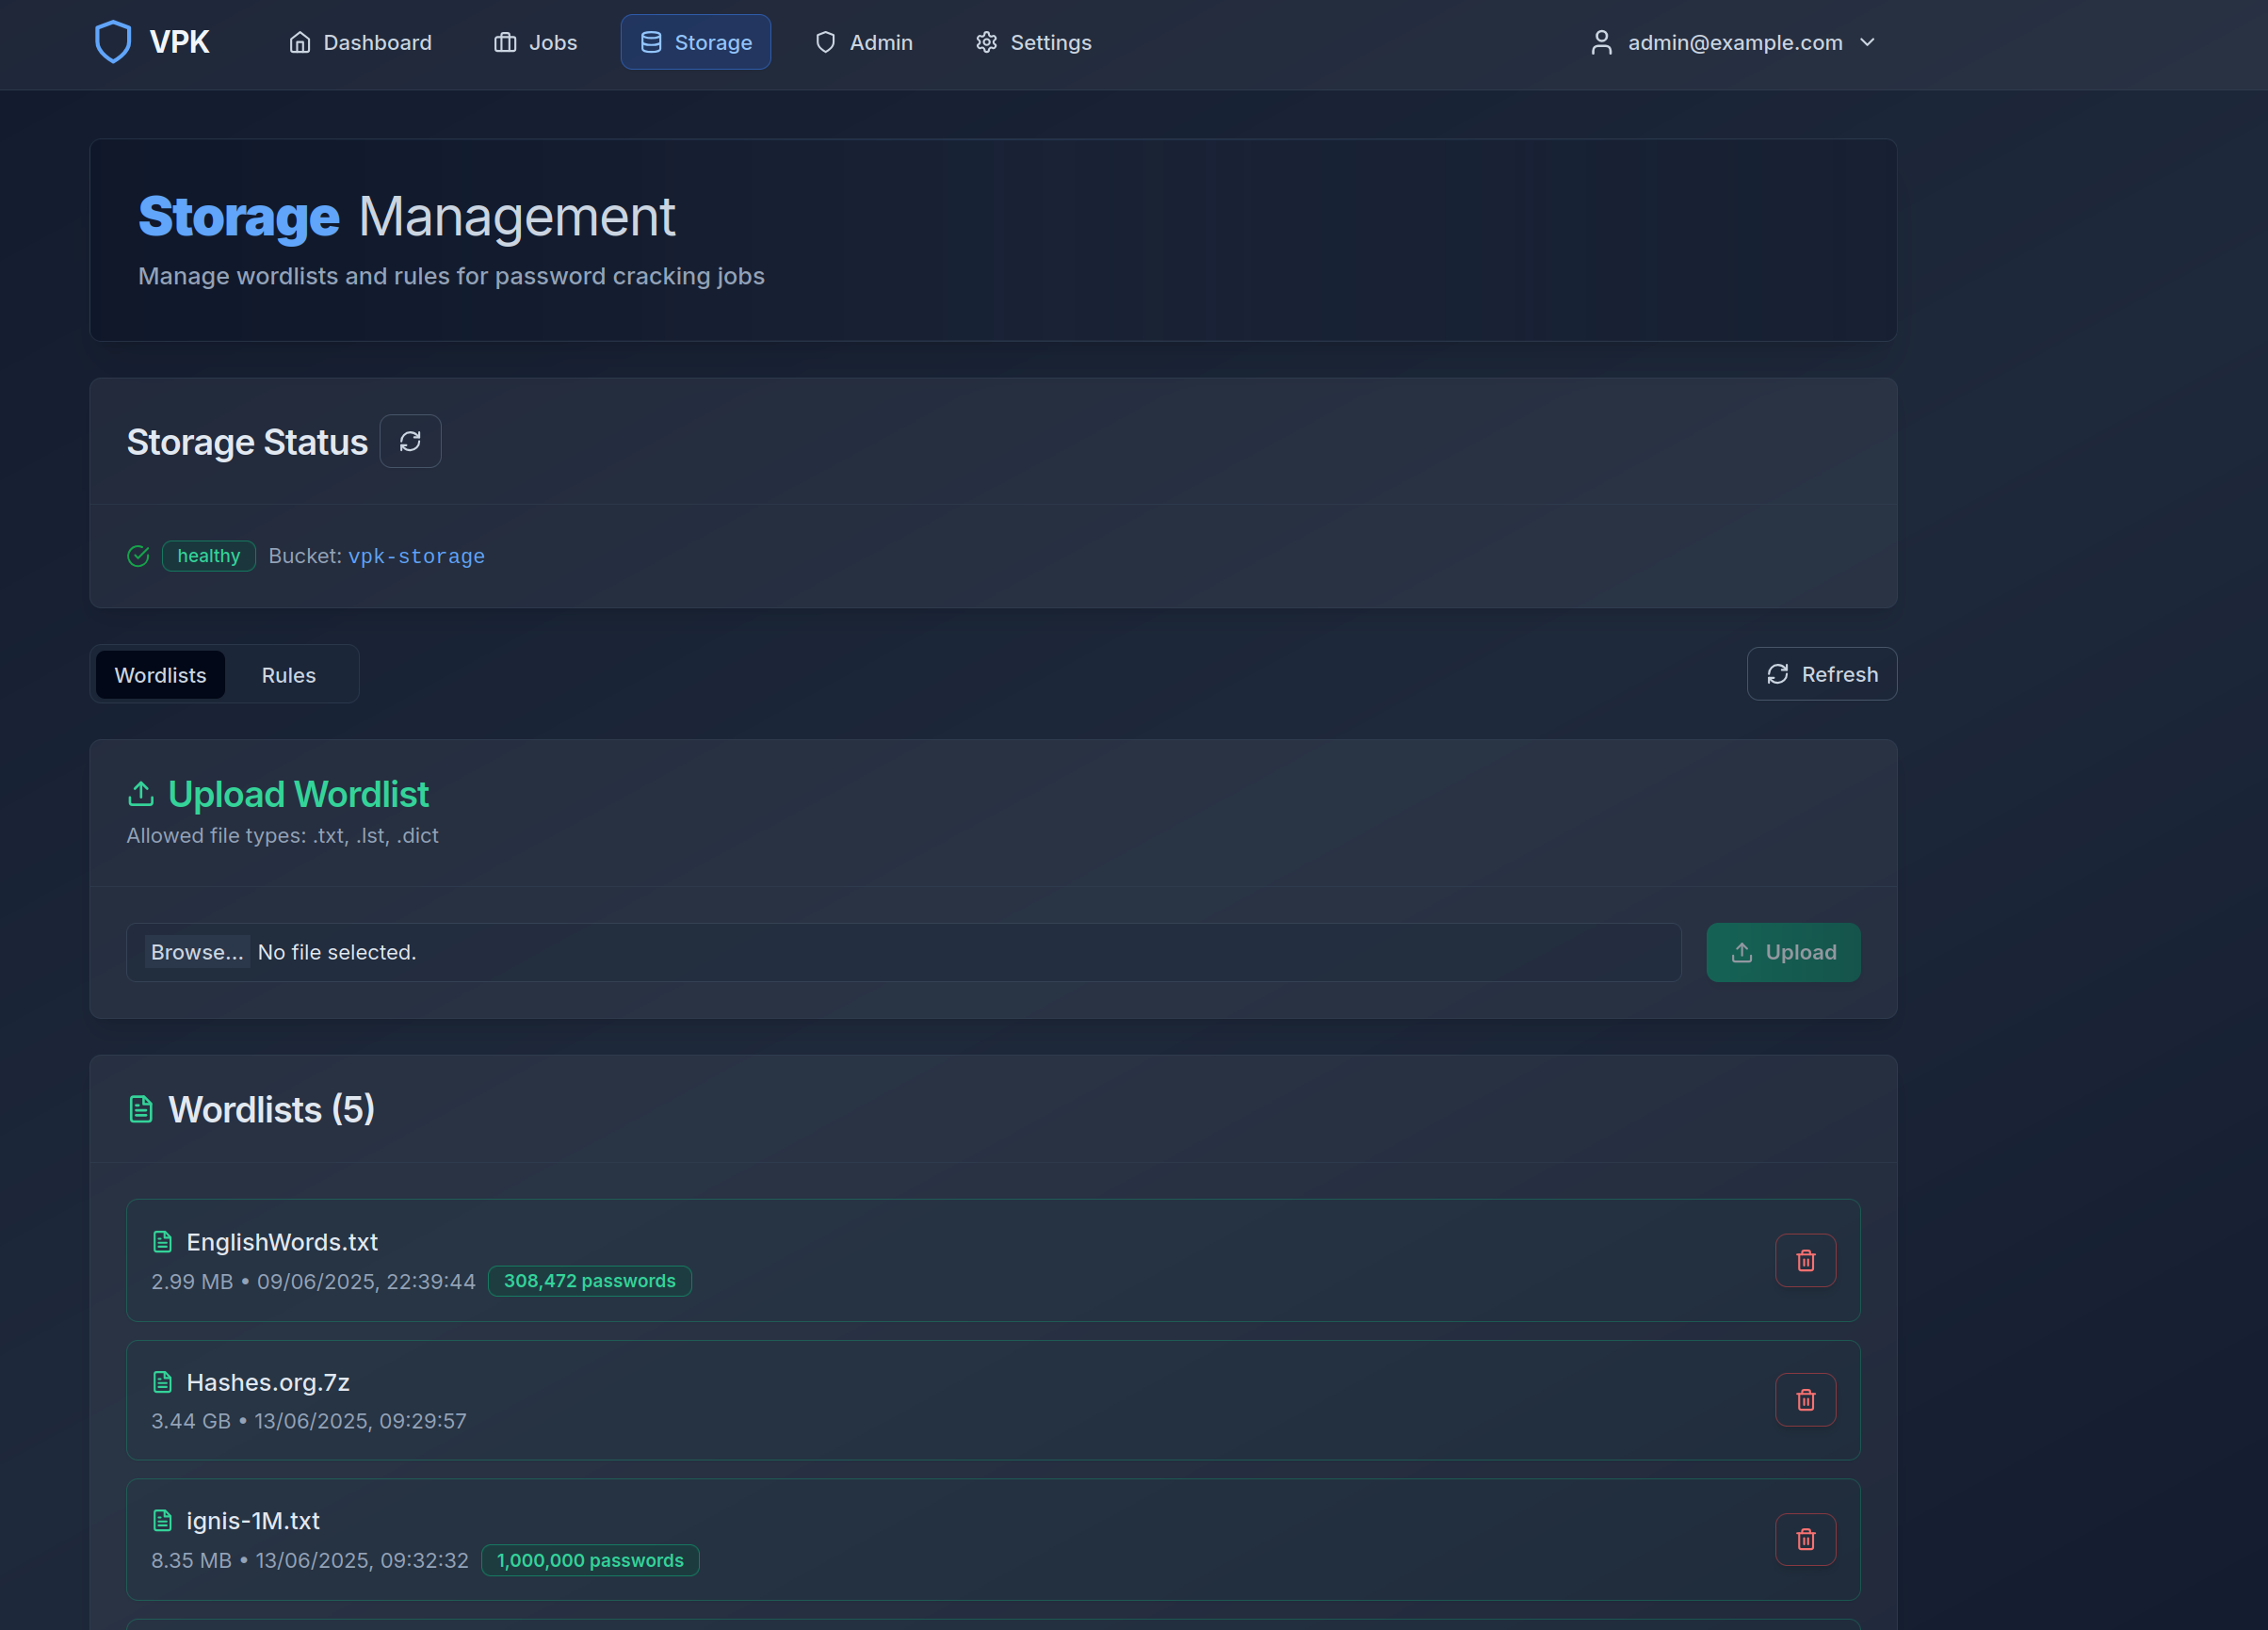 VPK Dashboard Jobs Storage Admin Settings admin@example.com
Storage Management
Manage wordlists and rules for password cracking jobs
Storage Status
healthy Bucket: vpk-storage
Wordlists Rules Refresh
Upload Wordlist
Allowed file types: .txt, .lst, .dict
Browse... No file selected. Upload
Wordlists (5)
EnglishWords.txt
2.99 MB • 09/06/2025, 22:39:44 308,472 passwords
Hashes.org.7z
3.44 GB • 13/06/2025, 09:29:57
ignis-1M.txt
8.35 MB • 13/06/2025, 09:32:32 1,000,000 passwords